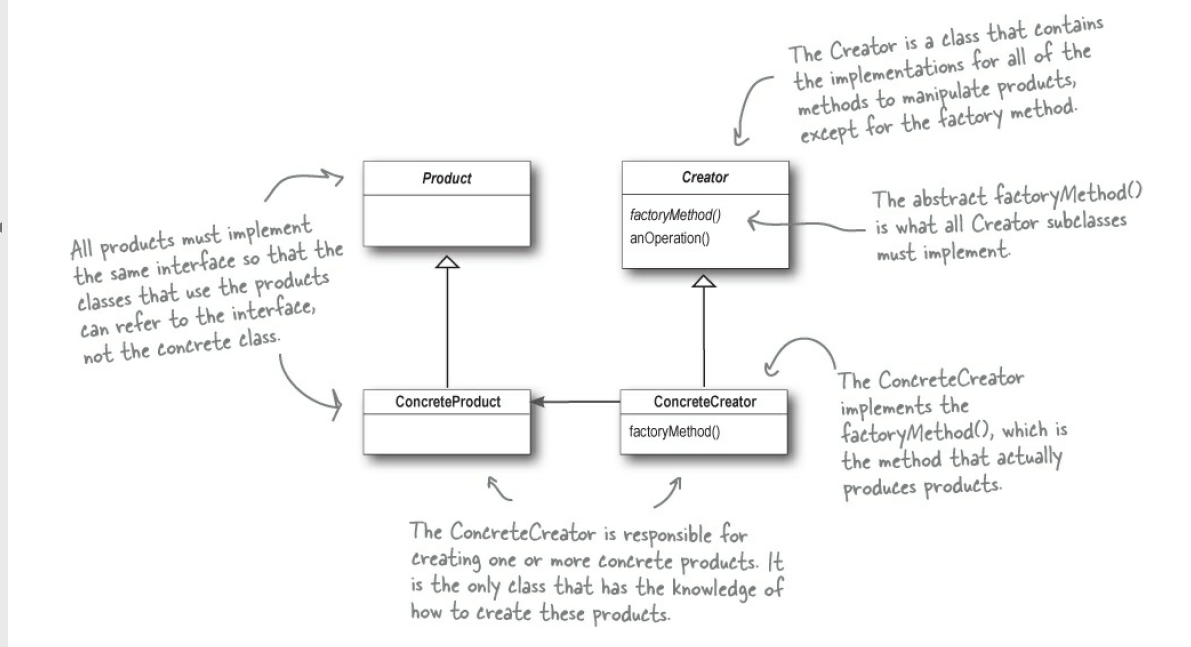 The Creator is a class that contains
the implementations for all of the
methods to manipulate products,
except for the factory method.
Product
Creator
factoryMethod()
anOperation()
The abstract factoryMethod()
is what all Creator subclasses
must implement.
All products must implement
the same interface so that the
classes that use the products
can refer to the interface,
not the concrete class.
ConcreteProduct
ConcreteCreator
factoryMethod()
The ConcreteCreator
implements the
factoryMethod(), which is
the method that actually
produces products.
The ConcreteCreator is responsible for
creating one or more concrete products. It
is the only class that has the knowledge of
how to create these products.